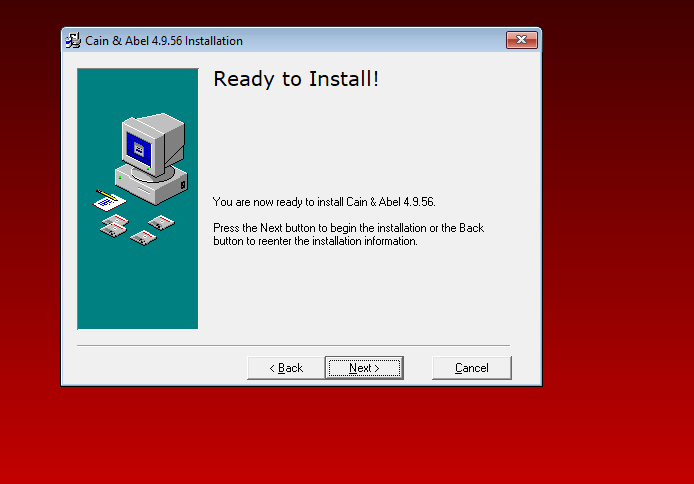 Cain & Abel 4.9.56 Installation
Ready to Install!
You are now ready to install Cain & Abel 4.9.56.
Press the Next button to begin the installation or the Back
button to reenter the installation information.
< Back Next > Cancel